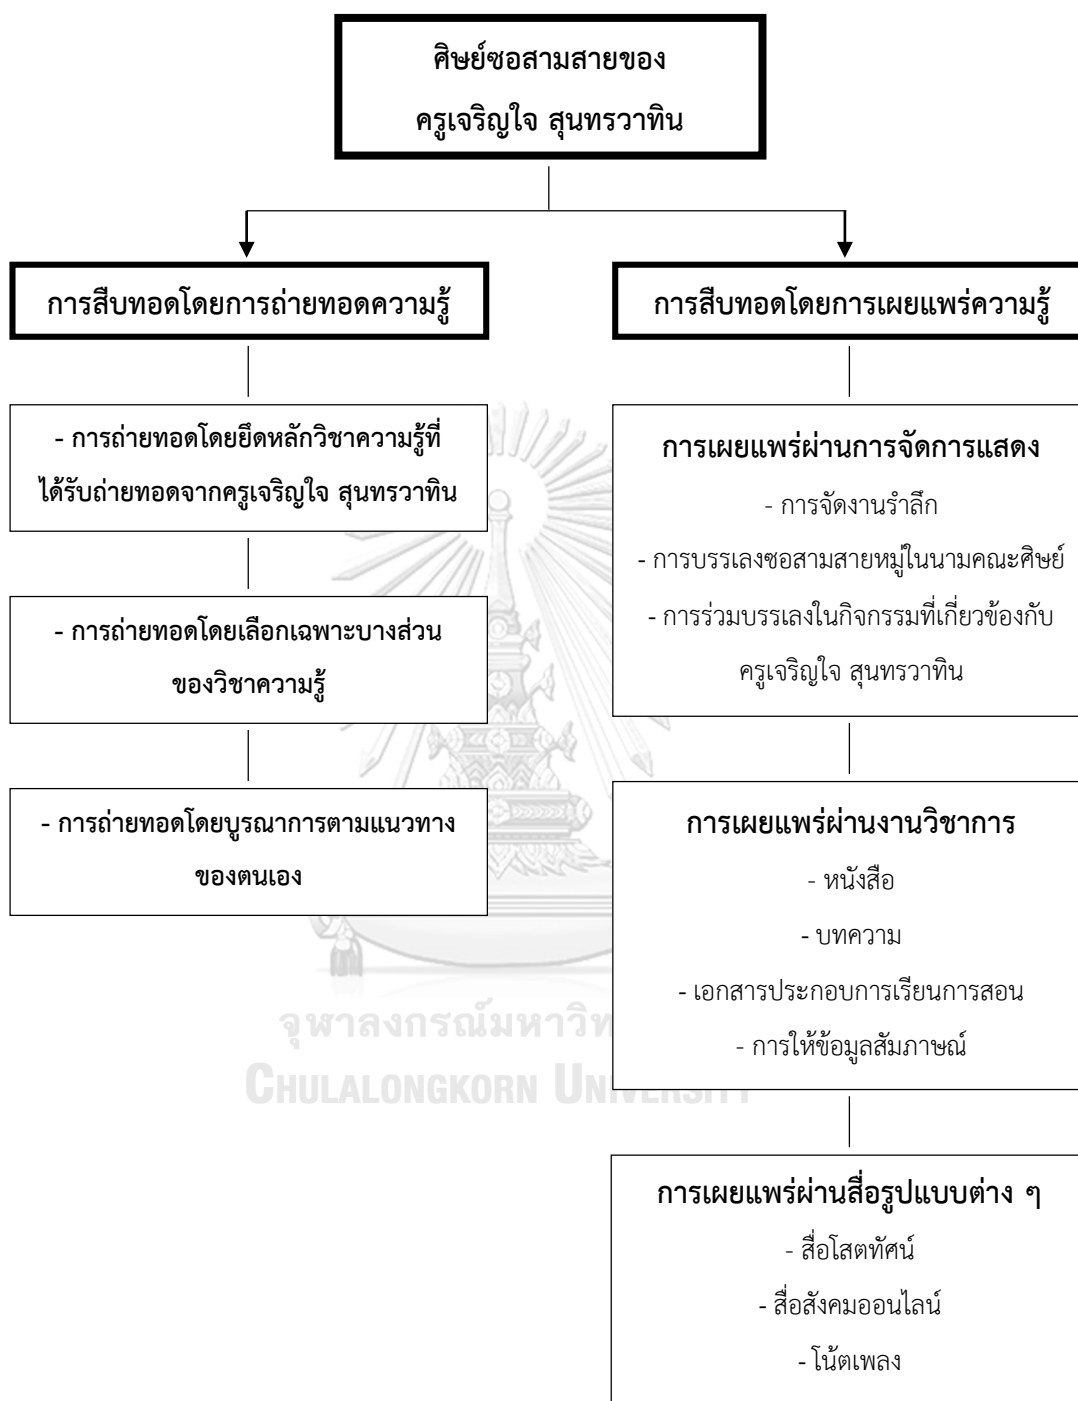 ศิษย์ซอสามสายของ
ครูเจริญใจ สุนทรวาทิน
การสืบทอดโดยการถ่ายทอดความรู้
- การถ่ายทอดโดยยึดหลักวิชาความรู้ที่
ได้รับถ่ายทอดจากครูเจริญใจ สุนทรวาทิน
- การถ่ายทอดโดยเลือกเฉพาะบางส่วน
ของวิชาความรู้
- การถ่ายทอดโดยบูรณาการตามแนวทาง
ของตนเอง
การสืบทอดโดยการเผยแพร่ความรู้
การเผยแพร่ผ่านการจัดการแสดง
- การจัดงานรำลึก
- การบรรเลงซอสามสายหมู่ในนามคณะศิษย์
- การร่วมบรรเลงในกิจกรรมที่เกี่ยวข้องกับ
ครูเจริญใจ สุนทรวาทิน
การเผยแพร่ผ่านงานวิชาการ
- หนังสือ
- บทความ
- เอกสารประกอบการเรียนการสอน
- การให้ข้อมูลสัมภาษณ์
การเผยแพร่ผ่านสื่อรูปแบบต่าง ๆ
- สื่อโสตทัศน์
- สื่อสังคมออนไลน์
- โน้ตเพลง
จุฬาลงกรณ์มหาวิท
CHULALONGKORN UNIVERSITY